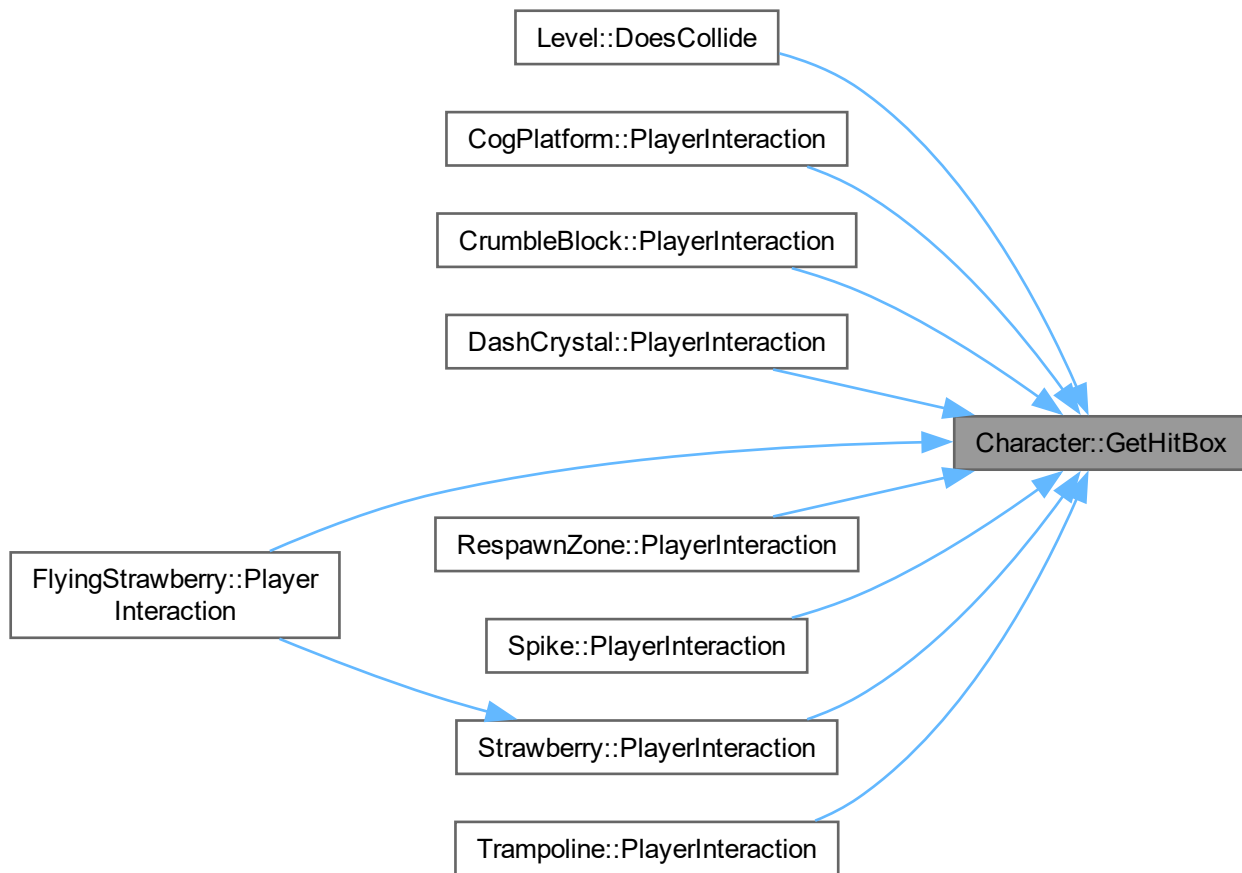 Level::DoesCollide
CogPlatform::PlayerInteraction
CrumbleBlock::PlayerInteraction
DashCrystal::PlayerInteraction
Character::GetHitBox
RespawnZone::PlayerInteraction
FlyingStrawberry::Player
Interaction
Spike::PlayerInteraction
Strawberry::PlayerInteraction
Trampoline::PlayerInteraction